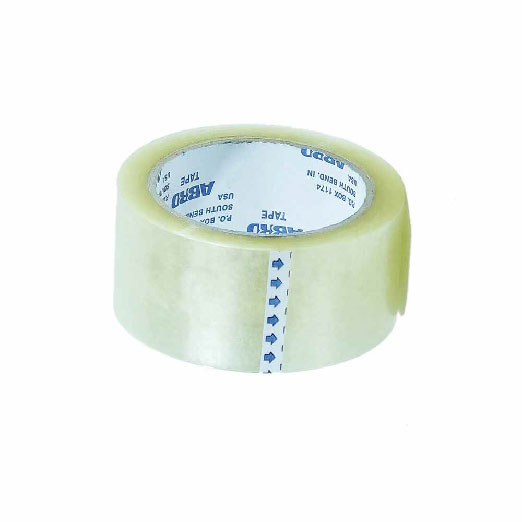 ABRO
TAPE
ABRO
USA
SOUTH BEND
P.O. BOX
ABRO
USA
SOUTH BEND, IN
P.O. BOX 1174